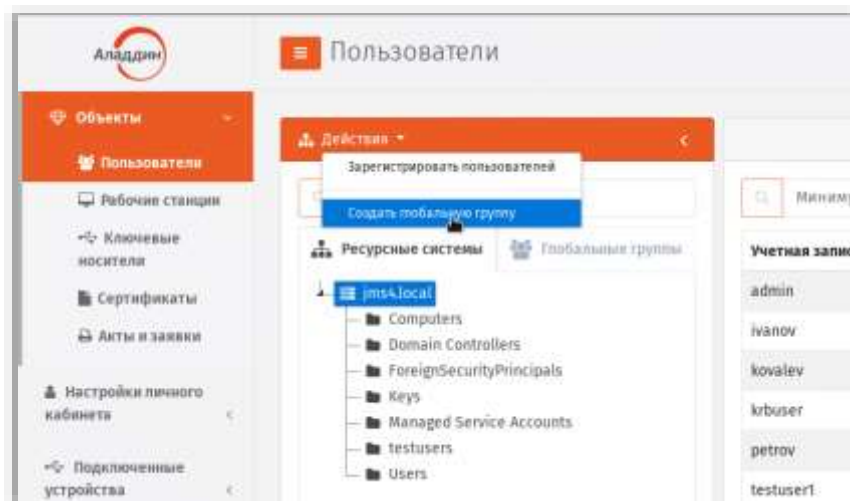 Аладдин
Пользователи
Объекты
Пользователи
Рабочие станции
Ключевые
носители
Сертификаты
Акты и заявки
Настройки личного
кабинета
Подключенные
устройства
Действия
Зарегистрировать пользователей
Создать глобальную группу
Ресурсные системы
Глобальные группы
jms4.local
Computers
Domain Controllers
ForeignSecurityPrincipals
Keys
Managed Service Accounts
testusers
Users
Миниму
Учетная запис
admin
ivanov
kovalev
krbuser
petrov
testuser1